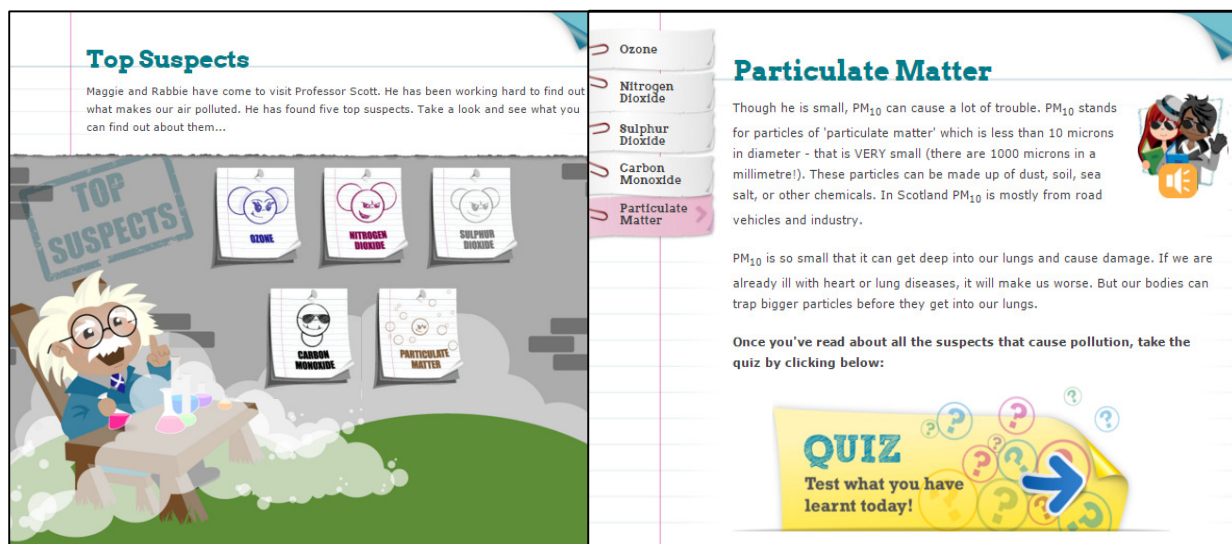 Top Suspects
Maggie and Rabbie have come to visit Professor Scott. He has been working hard to find out
what makes our air polluted. He has found five top suspects. Take a look and see what you
can find out about them...
TOP
SUSPECTS
OZONE
NITROGEN
DIOXIDE
SULPHUR
DIOXIDE
CARBON
MONOXIDE
PARTICULATE
MATTER
Ozone
Nitrogen
Dioxide
Sulphur
Dioxide
Carbon
Monoxide
Particulate
Matter
Particulate Matter
Though he is small, PM10 can cause a lot of trouble. PM10 stands
for particles of 'particulate matter' which is less than 10 microns
in diameter - that is VERY small (there are 1000 microns in a
millimetre!). These particles can be made up of dust, soil, sea
salt, or other chemicals. In Scotland PM10 is mostly from road
vehicles and industry.
PM10 is so small that it can get deep into our lungs and cause damage. If we are
already ill with heart or lung diseases, it will make us worse. But our bodies can
trap bigger particles before they get into our lungs.
Once you've read about all the suspects that cause pollution, take the
quiz by clicking below:
QUIZ
Test what you have
learnt today!